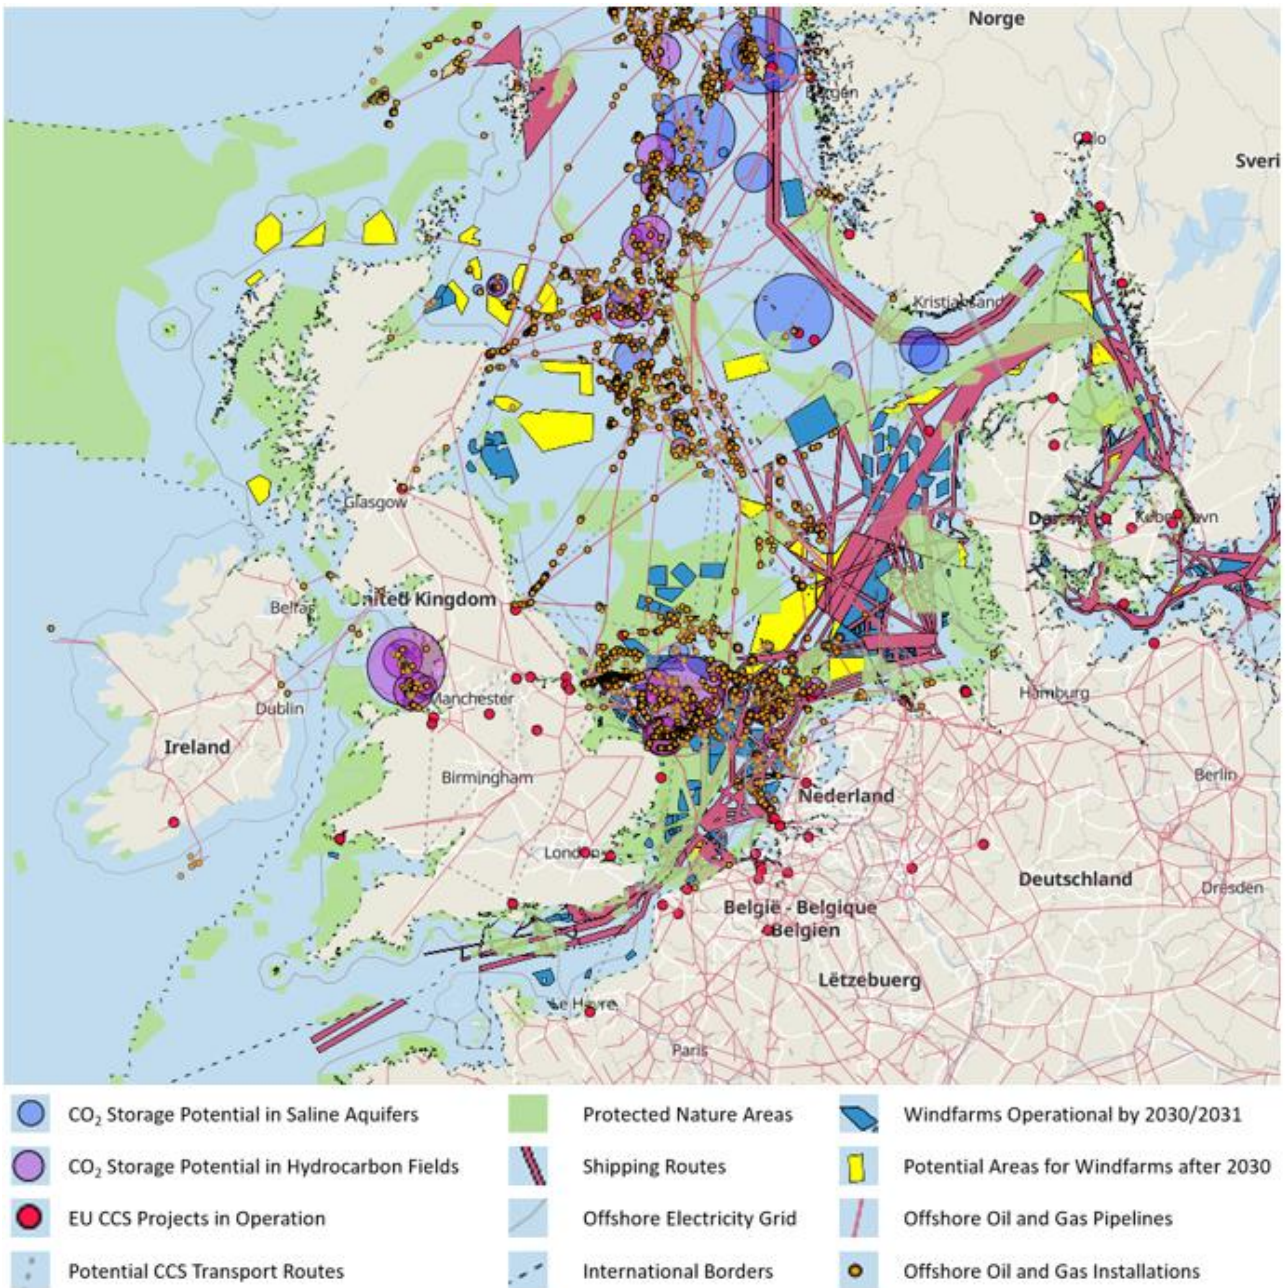 Norge
Bergen
Oslo
Sveri
Kristiansand
Glasgow
København
Belfast
United Kingdom
Manchester
Dublin
Hamburg
Ireland
Birmingham
Berlin
Nederland
London
Deutschland
Dresden
België - Belgique
Belgien
Lëtzebuerg
Le Havre
Paris
CO₂ Storage Potential in Saline Aquifers
Protected Nature Areas
Windfarms Operational by 2030/2031
CO₂ Storage Potential in Hydrocarbon Fields
Shipping Routes
Potential Areas for Windfarms after 2030
EU CCS Projects in Operation
Offshore Electricity Grid
Offshore Oil and Gas Pipelines
Potential CCS Transport Routes
International Borders
Offshore Oil and Gas Installations